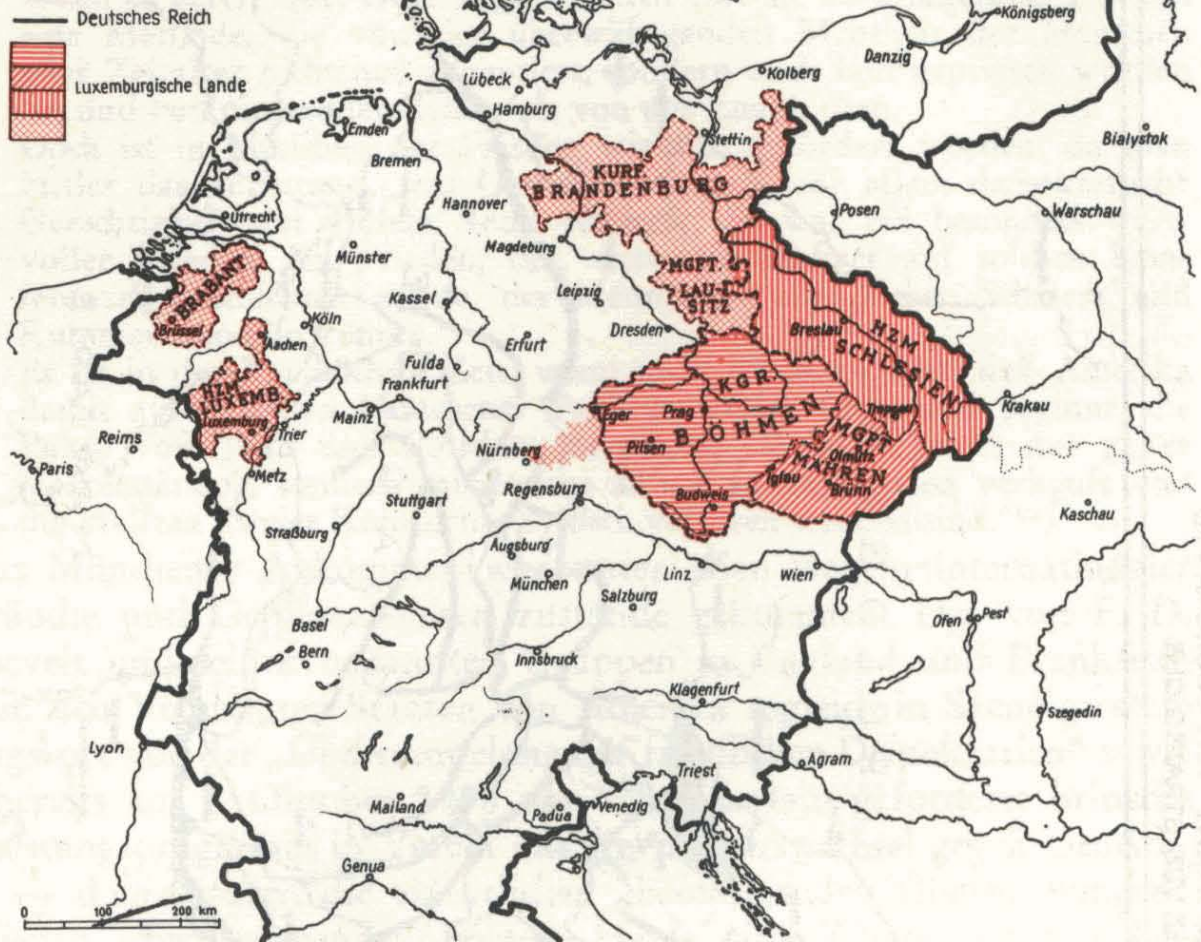 Deutsches Reich
Luxemburgische Lande
Königsberg
Danzig
Kolberg
Lübeck
Hamburg
Stettin
Emden
Bremen
Bialystok
KURF.
BRANDENBURG
Utrecht
Hannover
Posen
Warschau
Magdeburg
Münster
BRABANT
Brüssel
MGFT.
LAU-
SITZ
Leipzig
Kassel
Köln
Aachen
Dresden
Breslau
HZM
SCHLESIEN
Erfurt
Fulda
Frankfurt
KGR.
BÖHMEN
HZM.
LUXEMB.
Luxemburg
Trier
Mainz
Eger
Prag
Pilsen
Troppau
Krakau
MGFT
MÄHREN
Olmütz
Iglau
Brünn
Reims
Paris
Metz
Nürnberg
Stuttgart
Regensburg
Budweis
Kaschau
Straßburg
Augsburg
München
Linz
Wien
Salzburg
Basel
Bern
Innsbruck
Ofen
Pest
Klagenfurt
Szegedin
Lyon
Triest
Agram
Mailand
Padua
Venedig
Genua
0 100 200 km